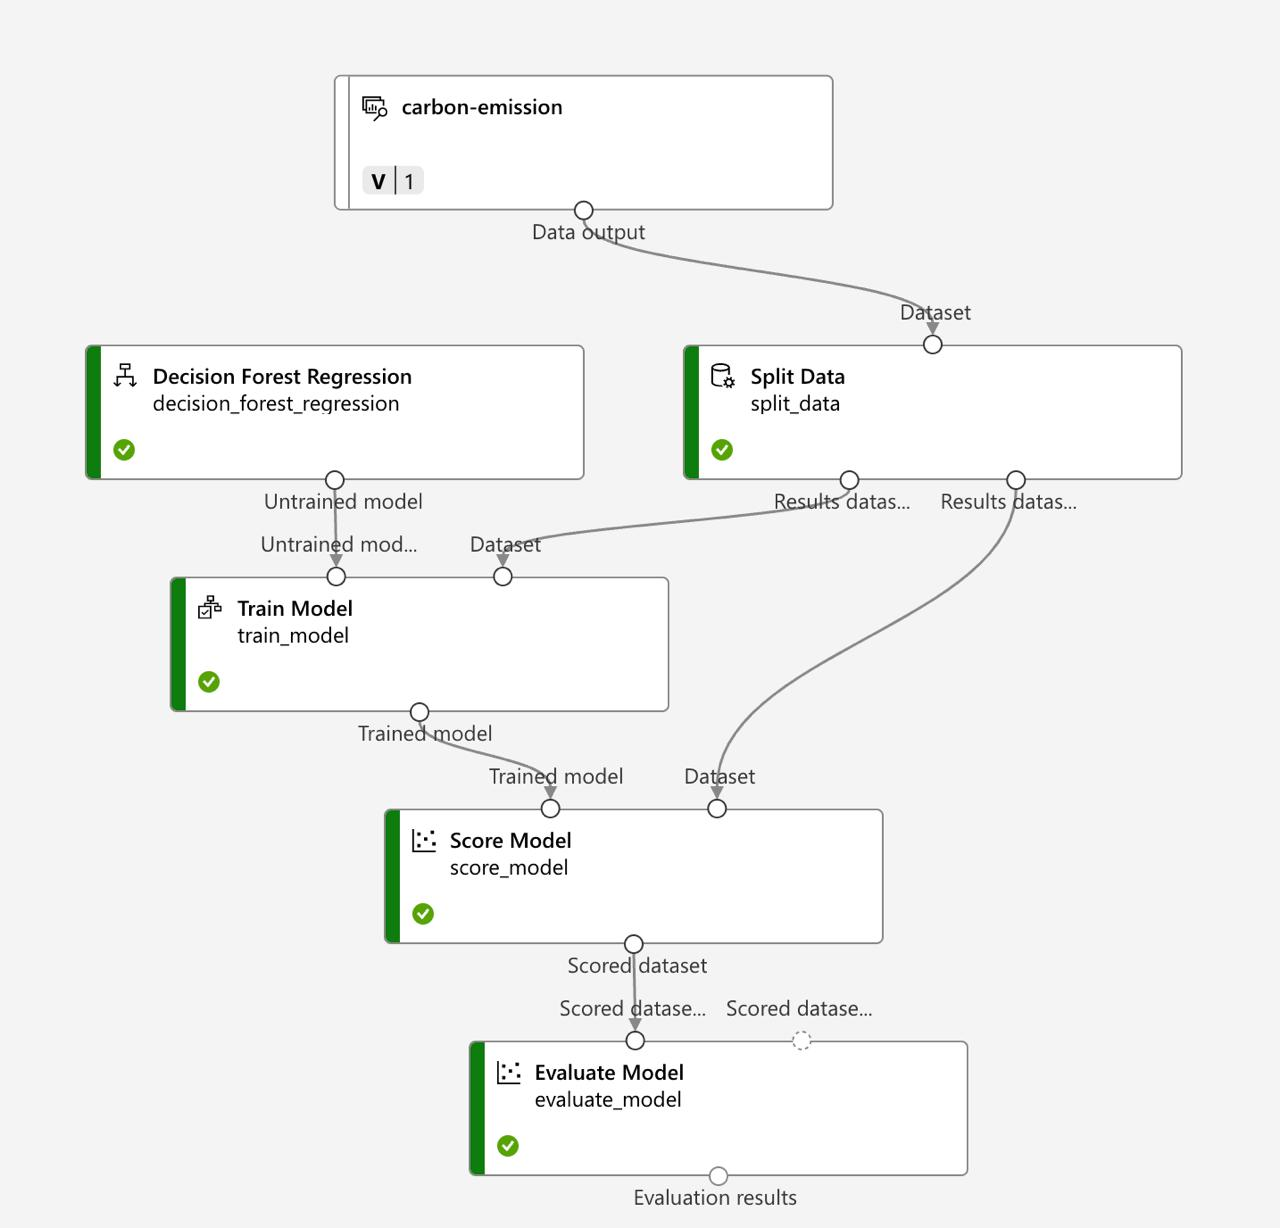 carbon-emission
V 1
Data output
Dataset
Decision Forest Regression
decision_forest_regression
Split Data
split_data
Untrained model
Results datas...
Results datas...
Untrained mod...
Dataset
Train Model
train_model
Trained model
Trained model
Dataset
Score Model
score_model
Scored dataset
Scored datase...
Scored datase...
Evaluate Model
evaluate_model
Evaluation results